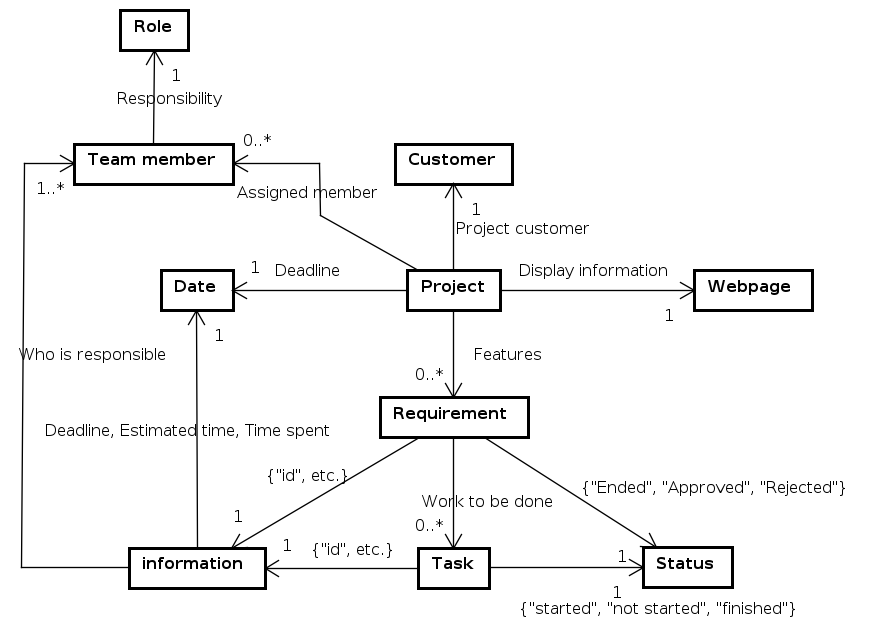 Role
1
Responsibility
0..*
Team member
Customer
1..*
Assigned member
1
Project customer
1
Deadline
Display information
Date
Project
Webpage
1
1
Who is responsible
Features
0..*
Requirement
Deadline, Estimated time, Time spent
{"id", etc.}
{"Ended", "Approved", "Rejected"}
Work to be done
1
0..*
1
{"id", etc.}
1
information
Task
Status
1
{"started", "not started", "finished"}